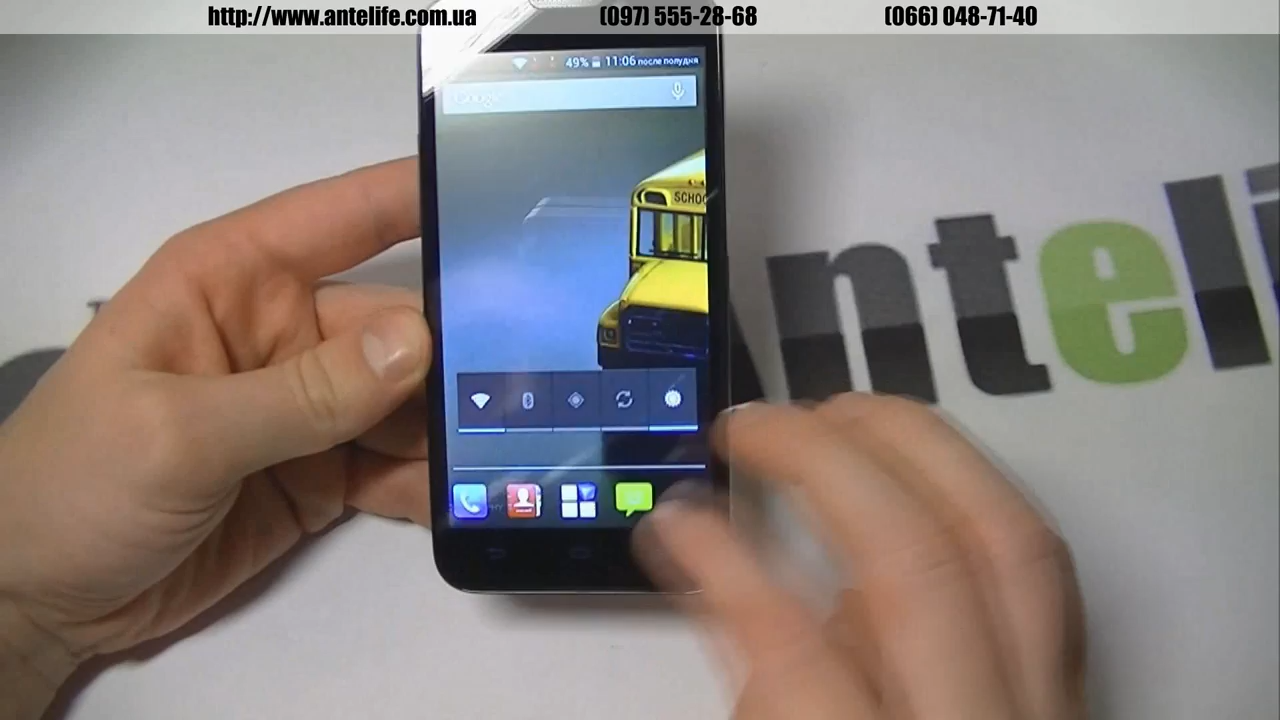 http://www.antelife.com.ua (097) 555-28-68 (066) 048-71-40
49% 11:06 после полудня
Google
SCHOO
Anteli